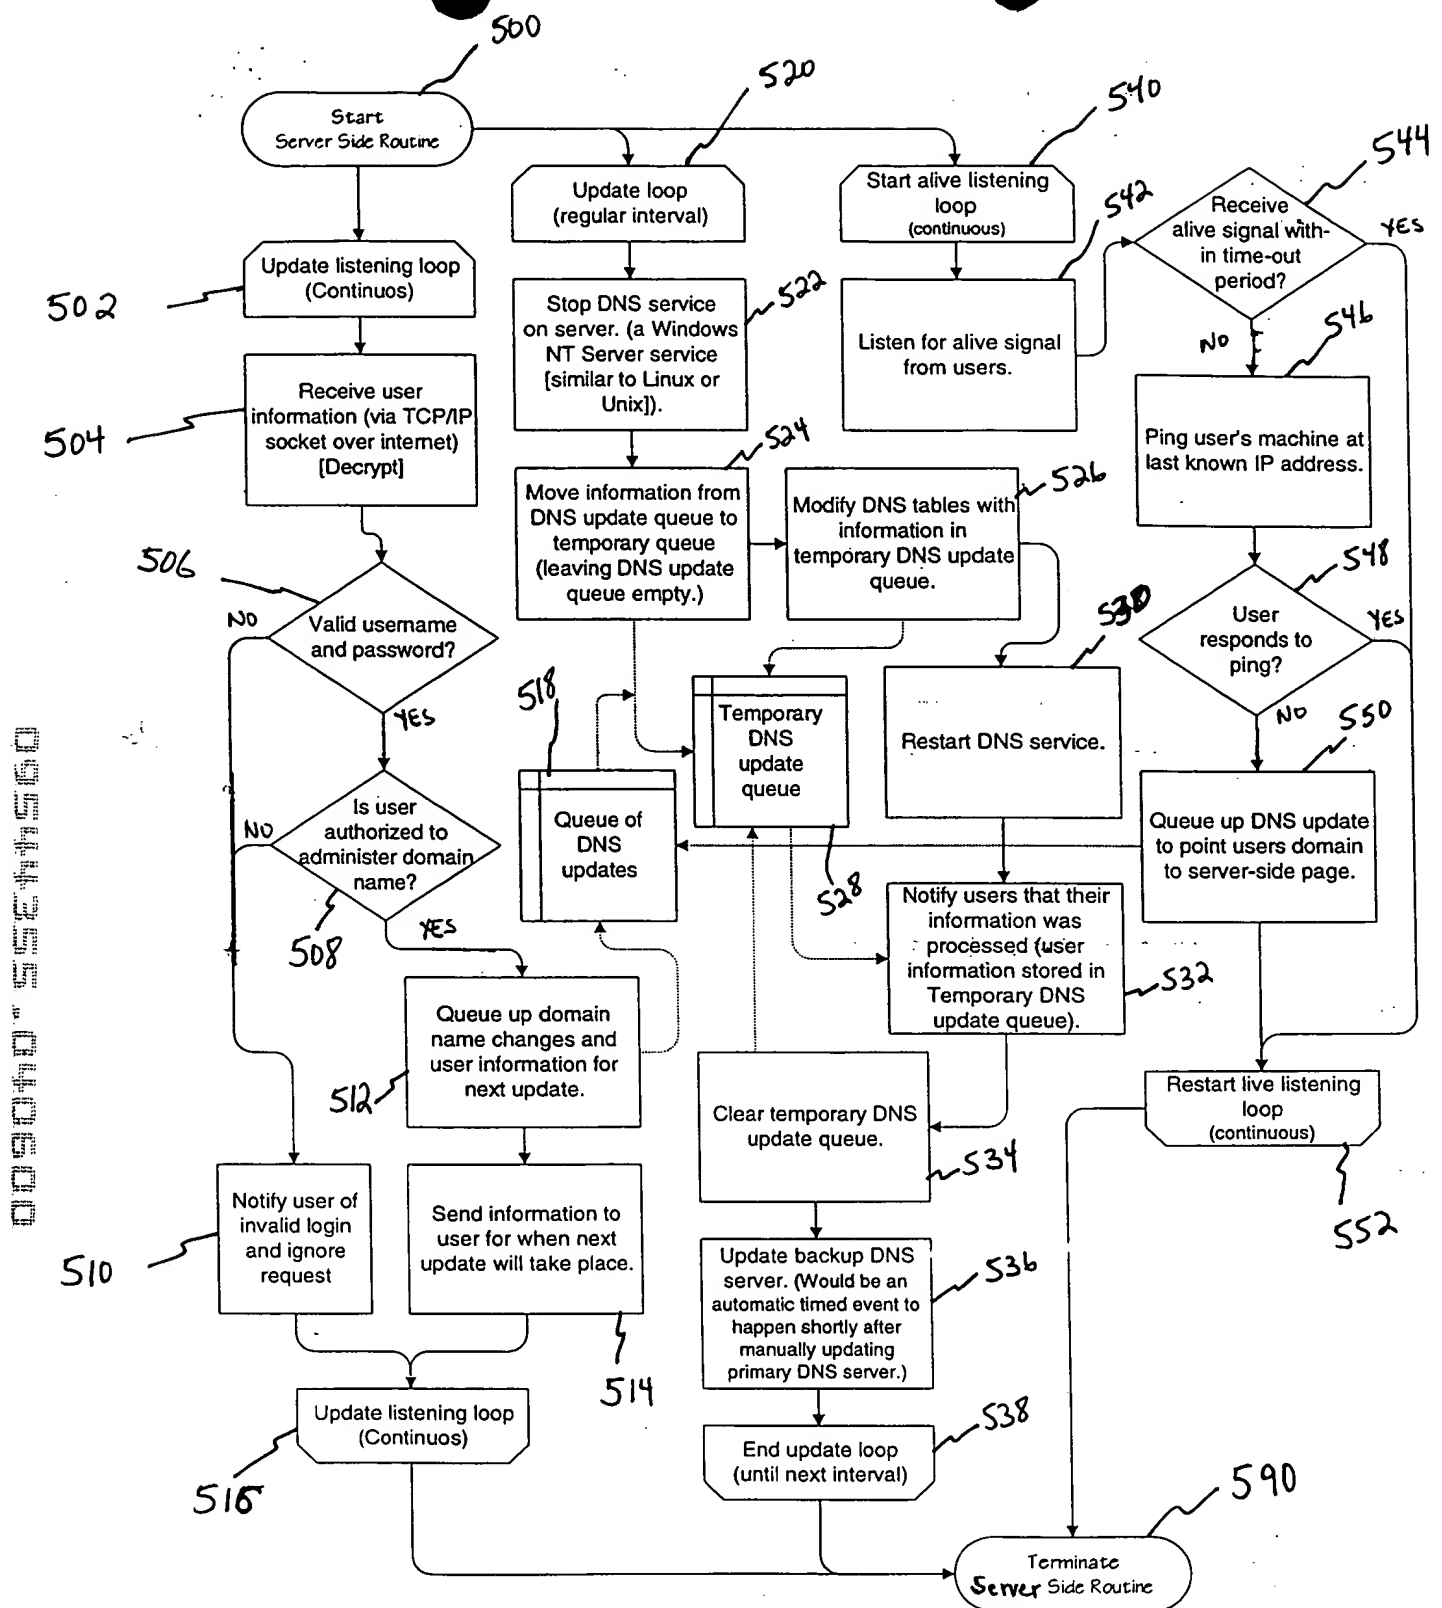 500
Start
Server Side Routine
520
Update loop
(regular interval)
540
Start alive listening
loop
(continuous)
544
Receive
alive signal with-
in time-out
period?
YES
NO
542
Listen for alive signal
from users.
502
Update listening loop
(Continuos)
522
Stop DNS service
on server. (a Windows
NT Server service
[similar to Linux or
Unix]).
546
Ping user's machine at
last known IP address.
504
Receive user
information (via TCP/IP
socket over internet)
[Decrypt]
524
Move information from
DNS update queue to
temporary queue
(leaving DNS update
queue empty.)
526
Modify DNS tables with
information in
temporary DNS update
queue.
548
User
responds to
ping?
YES
NO
506
Valid username
and password?
NO
YES
518
Queue of
DNS
updates
Temporary
DNS
update
queue
528
530
Restart DNS service.
550
Queue up DNS update
to point users domain
to server-side page.
Is user
authorized to
administer domain
name?
NO
508
YES
Notify users that their
information was
processed (user
information stored in
Temporary DNS
update queue).
532
512
Queue up domain
name changes and
user information for
next update.
Clear temporary DNS
update queue.
534
Restart live listening
loop
(continuous)
552
510
Notify user of
invalid login
and ignore
request
Send information to
user for when next
update will take place.
514
Update backup DNS
server. (Would be an
automatic timed event to
happen shortly after
manually updating
primary DNS server.)
536
Update listening loop
(Continuos)
516
End update loop
(until next interval)
538
590
Terminate
Server Side Routine
09544355 . 040600